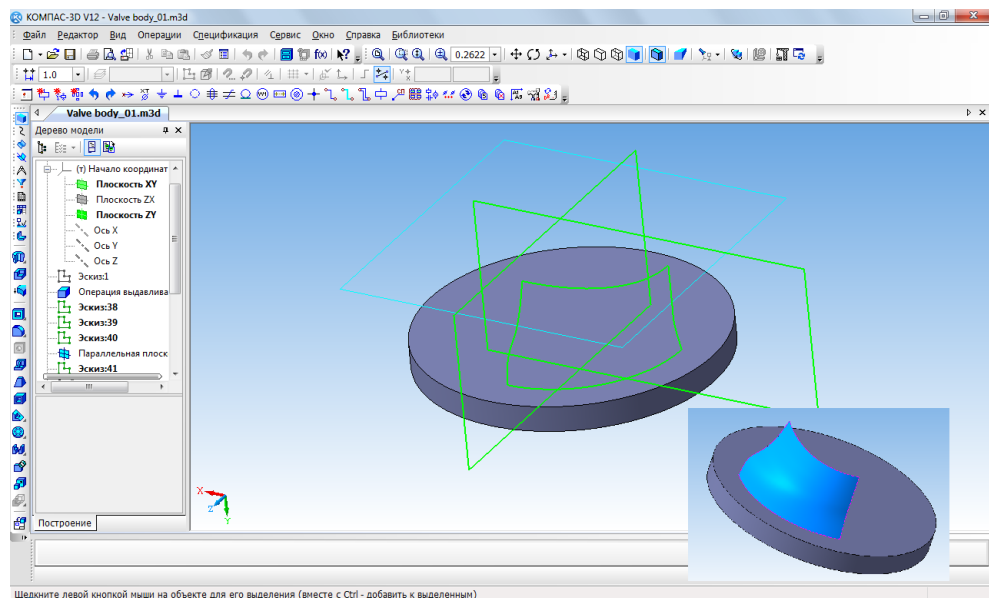 КОМПАС-3D V12 - Valve body_01.m3d
Файл Редактор Вид Операции Спецификация Сервис Окно Справка Библиотеки
0.2622
1.0
Valve body_01.m3d
Дерево модели
(т) Начало координат
Плоскость XY
Плоскость ZX
Плоскость ZY
Ось X
Ось Y
Ось Z
Эскиз:1
Операция выдавлива
Эскиз:38
Эскиз:39
Эскиз:40
Параллельная плоск
Эскиз:41
X
Z
Y
Построение
Щелкните левой кнопкой мыши на объекте для его выделения (вместе с Ctrl - добавить к выделенным)